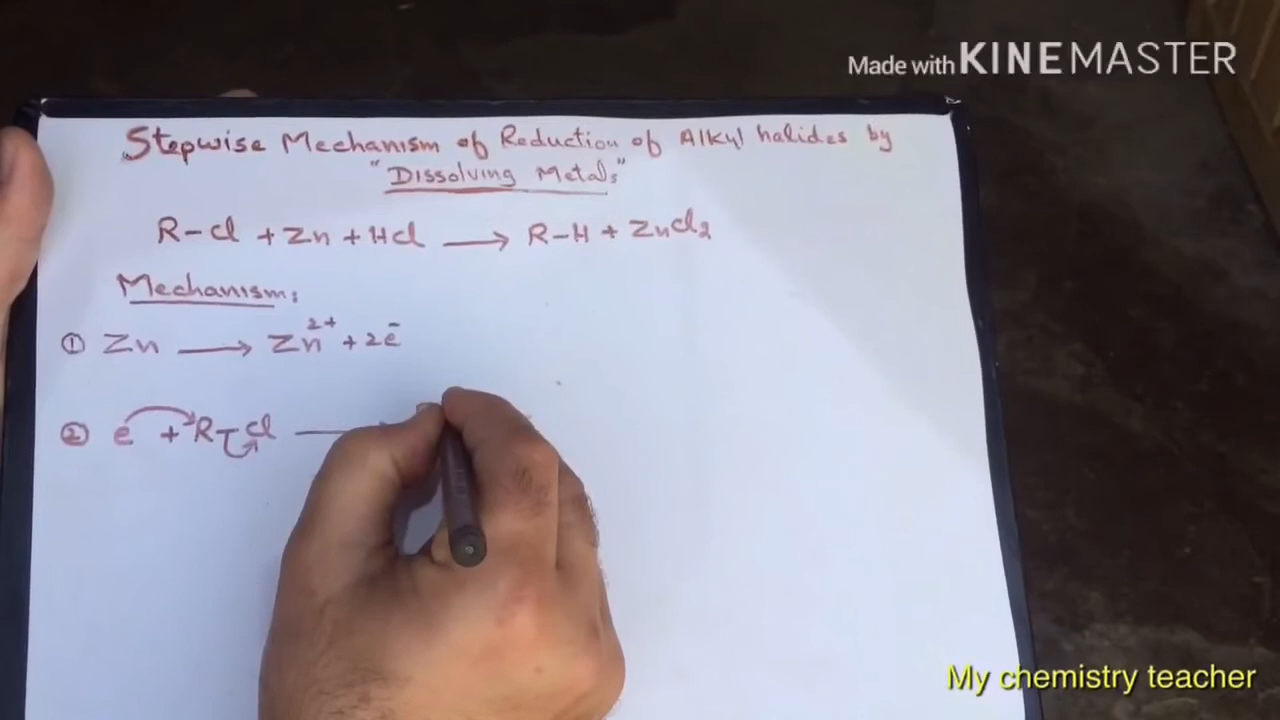 Made with KINEMASTER
Stepwise Mechanism of Reduction of Alkyl halides by
"Dissolving Metals"
R-Cl + Zn + HCl ⟶ R-H + ZnCl₂
Mechanism:
① Zn ⟶ Zn²⁺ + 2e⁻
② e + R-Cl ⟶
My chemistry teacher